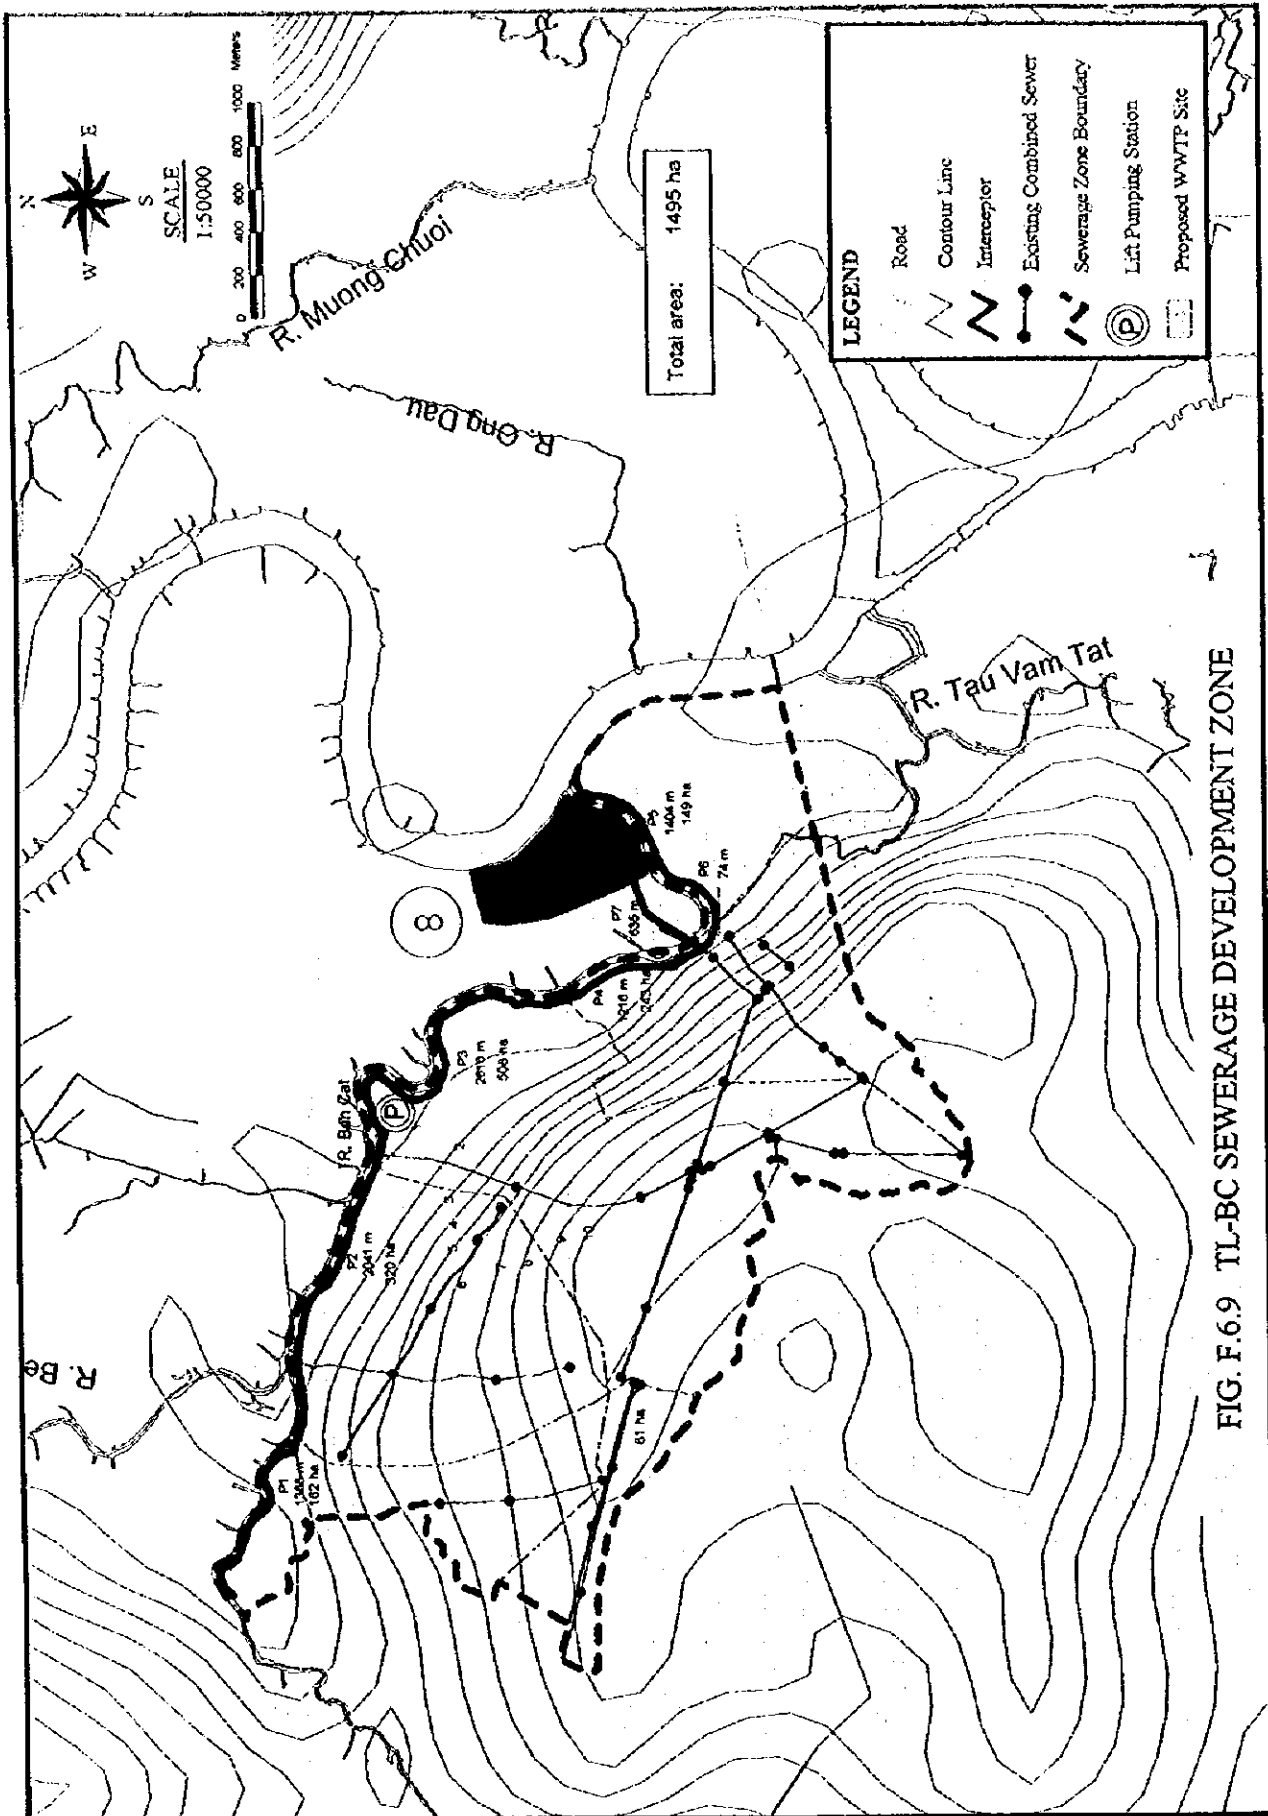 N
W
E
S
SCALE
1:50000
0 200 400 600 800 1000 Meters
R. Be
R. Muong Chuoi
R. Ong Dau
R. Ben Cat
R. Tau Vam Tat
8
P
P1
162 ha
P2
2041 m
320 ha
P3
508 ha
P4
1216 m
243 ha
P7
635 m
P6
74 m
P5
1404 m
149 ha
61 ha
Total area: 1495 ha
LEGEND
Road
Contour Line
Interceptor
Existing Combined Sewer
Sewerage Zone Boundary
P Lift Pumping Station
Proposed WWTP Site
FIG. F.6.9 TL-BC SEWERAGE DEVELOPMENT ZONE